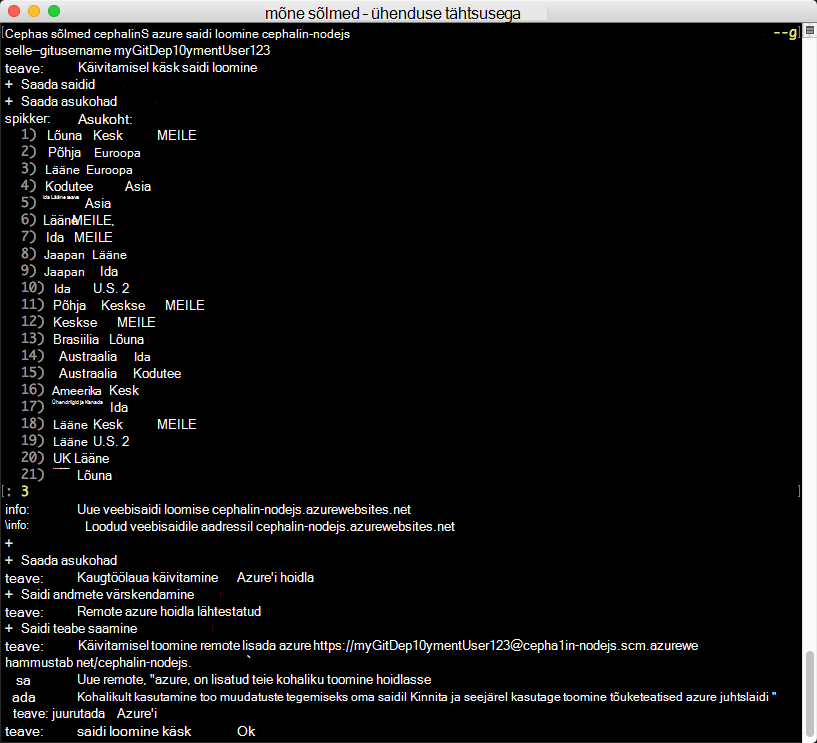 mõne sõlmed - ühenduse tähtsusega
[Cephas sõlmed cephalinS azure saidi loomine cephalin-nodejs --g]
selle--gitusername myGitDep10ymentUser123
teave: Käivitamisel käsk saidi loomine
+ Saada saidid
+ Saada asukohad
spikker: Asukoht:
1) Lõuna Kesk MEILE
2) Põhja Euroopa
3) Lääne Euroopa
4) Kodutee Asia
5) Ida Lääne Asia
6) Lääne MEILE,
7) Ida MEILE
8) Jaapan Lääne
9) Jaapan Ida
10) Ida U.S. 2
11) Põhja Keskse MEILE
12) Keskse MEILE
13) Brasiilia Lõuna
14) Austraalia Ida
15) Austraalia Kodutee
16) Ameerika Kesk
17) Ühendriigid ja Kanada Ida
18) Lääne Kesk MEILE
19) Lääne U.S. 2
20) UK Lääne
21) Lõuna
[: 3 ]
info: Uue veebisaidi loomise cephalin-nodejs.azurewebsites.net
\info: Loodud veebisaidile aadressil cephalin-nodejs.azurewebsites.net
+
+ Saada asukohad
teave: Kaugtöölaua käivitamine Azure'i hoidla
+ Saidi andmete värskendamine
teave: Remote azure hoidla lähtestatud
+ Saidi teabe saamine
teave: Käivitamisel toomine remote lisada azure https://myGitDep10ymentUser123@cepha1in-nodejs.scm.azurewe
hammustab net/cephalin-nodejs. `
sa Uue remote, "azure, on lisatud teie kohaliku toomine hoidlasse
ada Kohalikult kasutamine too muudatuste tegemiseks oma saidil Kinnita ja seejärel kasutage toomine tõuketeatised azure juhtslaidi "
teave: juurutada Azure'i
teave: saidi loomine käsk Ok